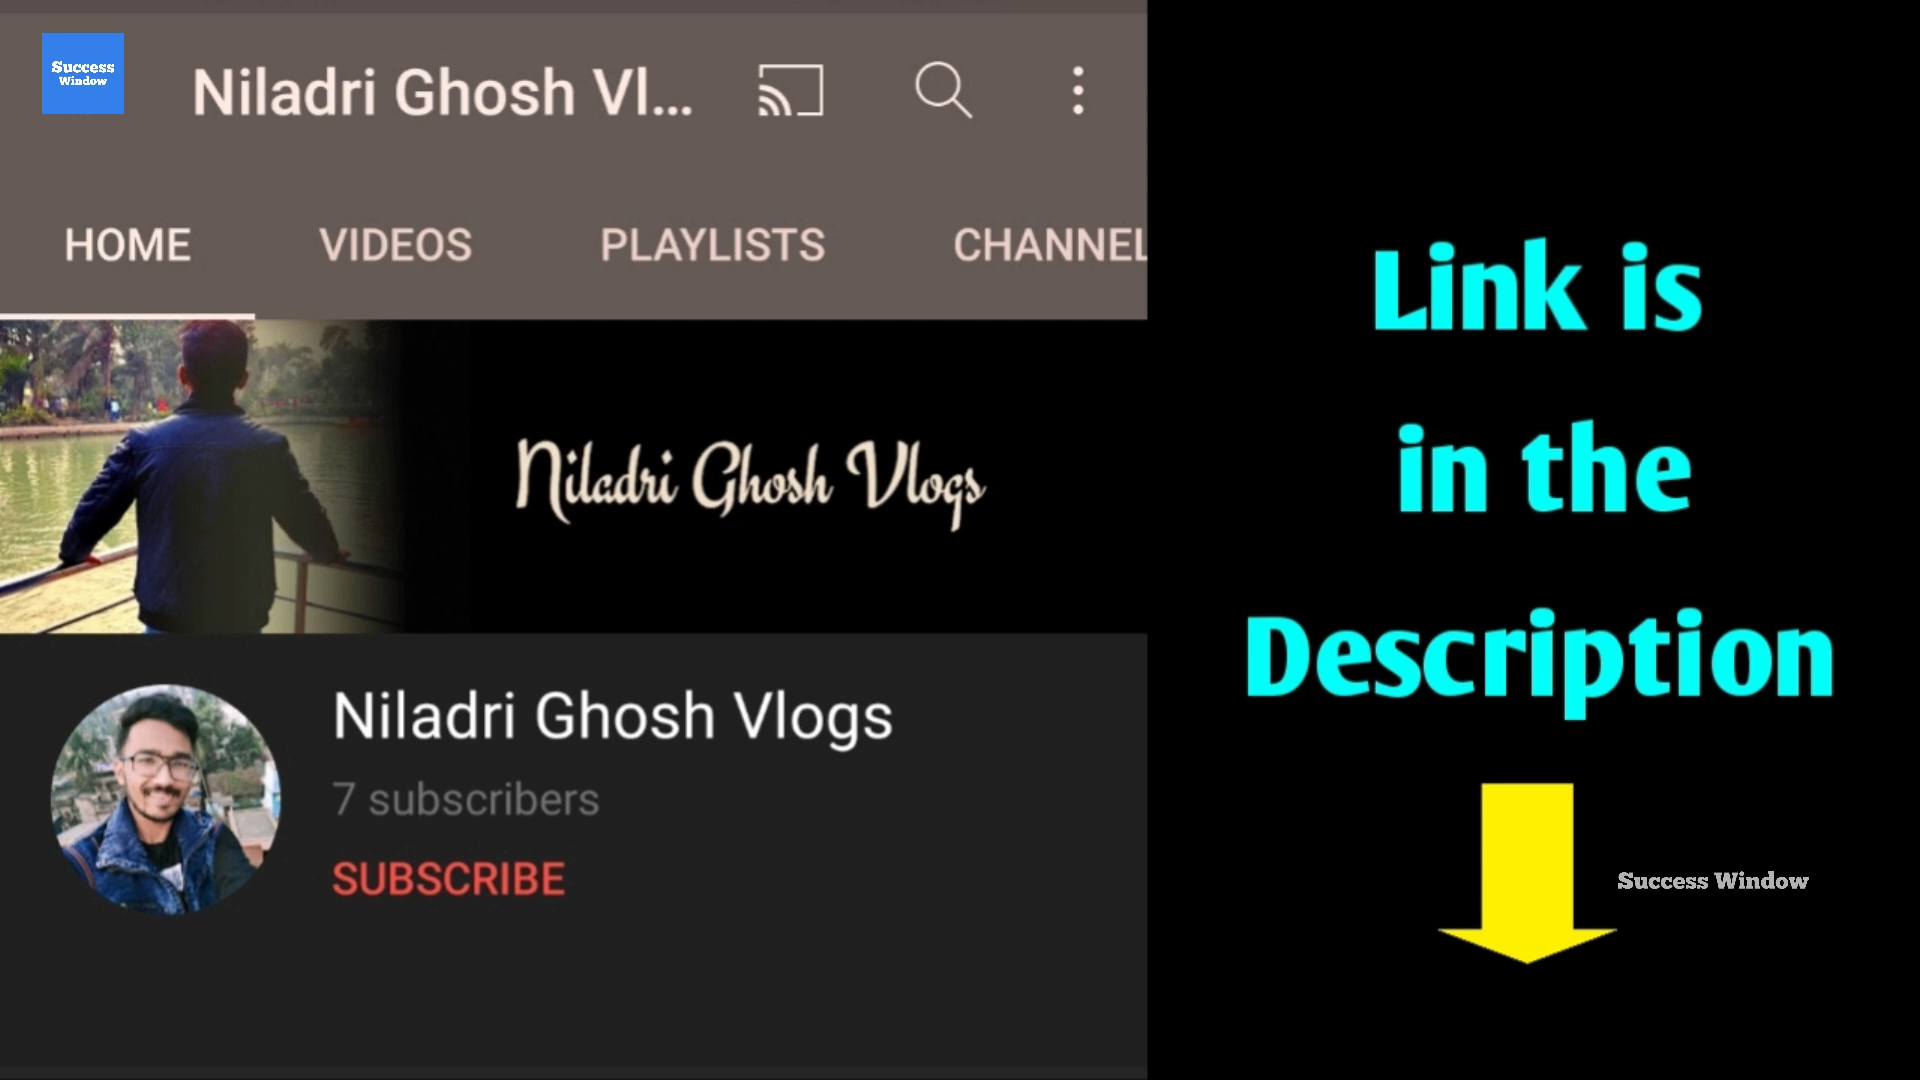 Success
Window
Niladri Ghosh Vl...
HOME VIDEOS PLAYLISTS CHANNEL
Niladri Ghosh Vlogs
Niladri Ghosh Vlogs
7 subscribers
SUBSCRIBE
Link is
in the
Description
Success Window